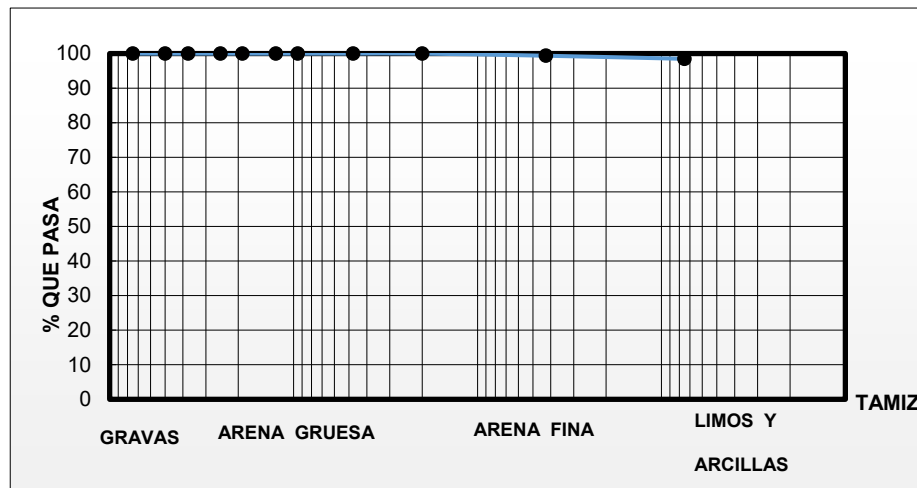 % QUE PASA
100
90
80
70
60
50
40
30
20
10
0
TAMIZ
GRAVAS
ARENA GRUESA
ARENA FINA
LIMOS Y
ARCILLAS